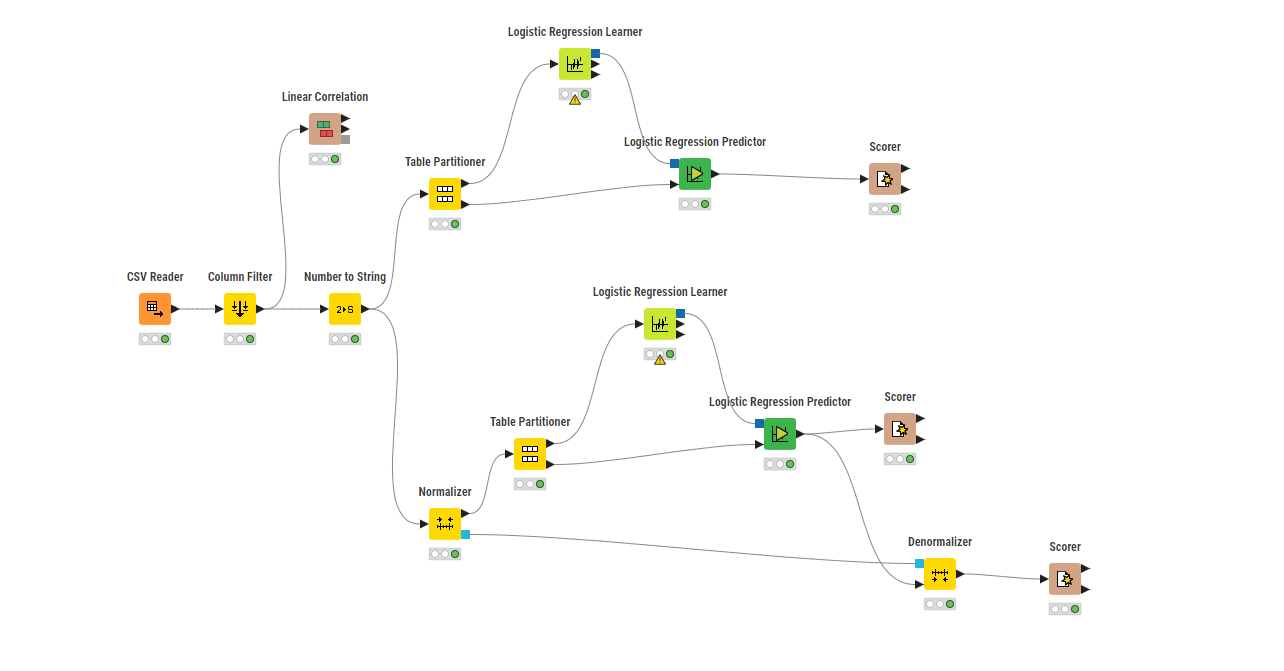 Logistic Regression Learner
Linear Correlation
Logistic Regression Predictor
Scorer
Table Partitioner
CSV Reader
Column Filter
Number to String
2▸S
Logistic Regression Learner
Logistic Regression Predictor
Scorer
Table Partitioner
Normalizer
Denormalizer
Scorer